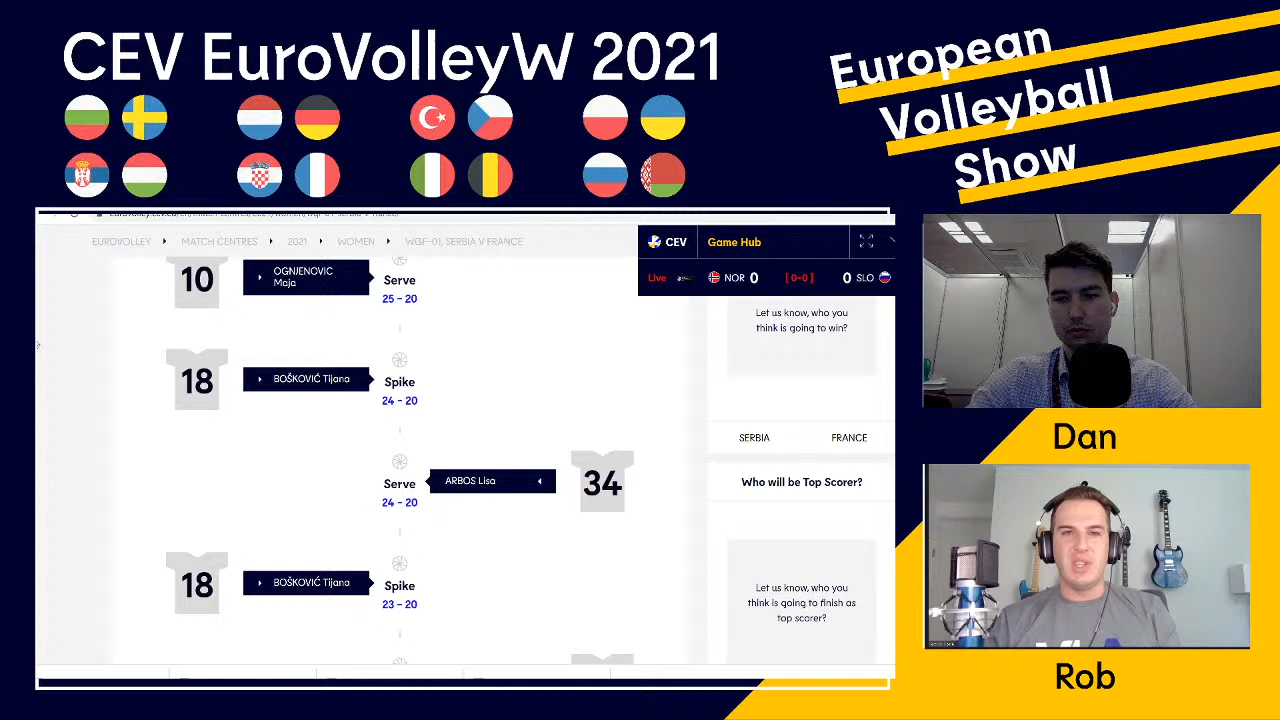 CEV EuroVolleyW 2021
European
Volleyball
Show
EUROVOLLEY
MATCH CENTRES
2021
WOMEN
WGF-01, SERBIA V FRANCE
CEV
Game Hub
Live
NOR 0
[ 0-0 ]
0 SLO
10
OGNJENOVIC
Maja
Serve
25 - 20
Let us know, who you
think is going to win?
18
BOŠKOVIĆ Tijana
Spike
24 - 20
SERBIA
FRANCE
Serve
24 - 20
ARBOS Lisa
34
Who will be Top Scorer?
18
BOŠKOVIĆ Tijana
Spike
23 - 20
Let us know, who you
think is going to finish as
top scorer?
Dan
Rob